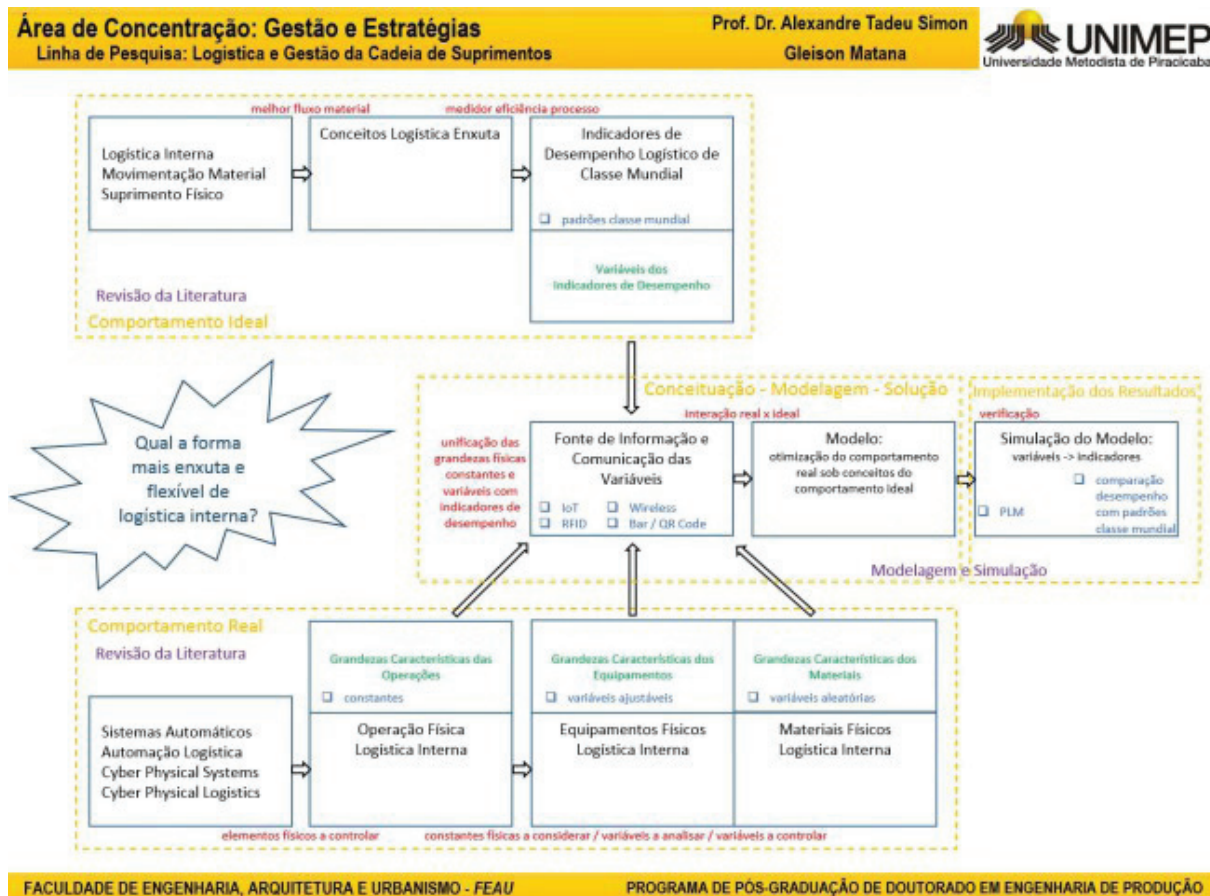 Área de Concentração: Gestão e Estratégias
Linha de Pesquisa: Logística e Gestão da Cadeia de Suprimentos
Prof. Dr. Alexandre Tadeu Simon
Gleison Matana
UNIMEP
Universidade Metodista de Piracicaba
melhor fluxo material
medidor eficiência processo
Logística Interna
Movimentação Material
Suprimento Físico
Conceitos Logística Enxuta
Indicadores de
Desempenho Logístico de
Classe Mundial
❑ padrões classe mundial
Variáveis dos
Indicadores de Desempenho
Revisão da Literatura
Comportamento Ideal
Qual a forma
mais enxuta e
flexível de
logística interna?
Conceituação - Modelagem - Solução
interação real x ideal
unificação das
grandezas físicas
constantes e
variáveis com
indicadores de
desempenho
Fonte de Informação e
Comunicação das
Variáveis
❑ IoT ❑ Wireless
❑ RFID ❑ Bar / QR Code
Modelo:
otimização do comportamento
real sob conceitos do
comportamento ideal
Implementação dos Resultados
verificação
Simulação do Modelo:
variáveis -> indicadores
❑ comparação
desempenho
❑ PLM com padrões
classe mundial
Modelagem e Simulação
Comportamento Real
Revisão da Literatura
Grandezas Características das
Operações
❑ constantes
Grandezas Características dos
Equipamentos
❑ variáveis ajustáveis
Grandezas Características dos
Materiais
❑ variáveis aleatórias
Sistemas Automáticos
Automação Logística
Cyber Physical Systems
Cyber Physical Logistics
Operação Física
Logística Interna
Equipamentos Físicos
Logística Interna
Materiais Físicos
Logística Interna
elementos físicos a controlar
constantes físicas a considerar / variáveis a analisar / variáveis a controlar
FACULDADE DE ENGENHARIA, ARQUITETURA E URBANISMO - FEAU
PROGRAMA DE PÓS-GRADUAÇÃO DE DOUTORADO EM ENGENHARIA DE PRODUÇÃO